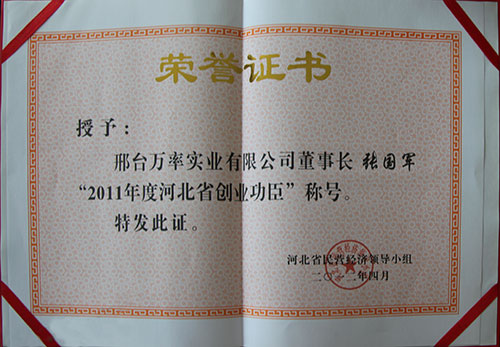 荣誉证书
授予：
邢台万率实业有限公司董事长 张国军
“2011年度河北省创业功臣”称号。
特发此证。
河北省民营经济领导小组
二〇一二年四月